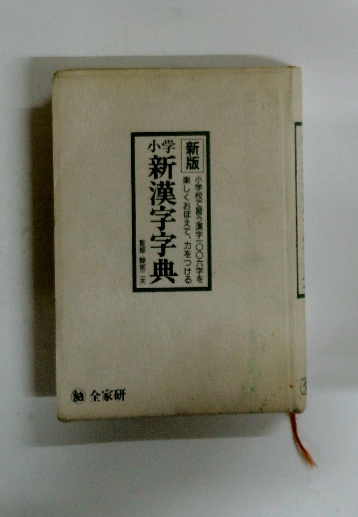 新版
小学校で習う漢字一〇〇六字を
楽しくおぼえて、力をつける
小学
新漢字字典
監修
全家研